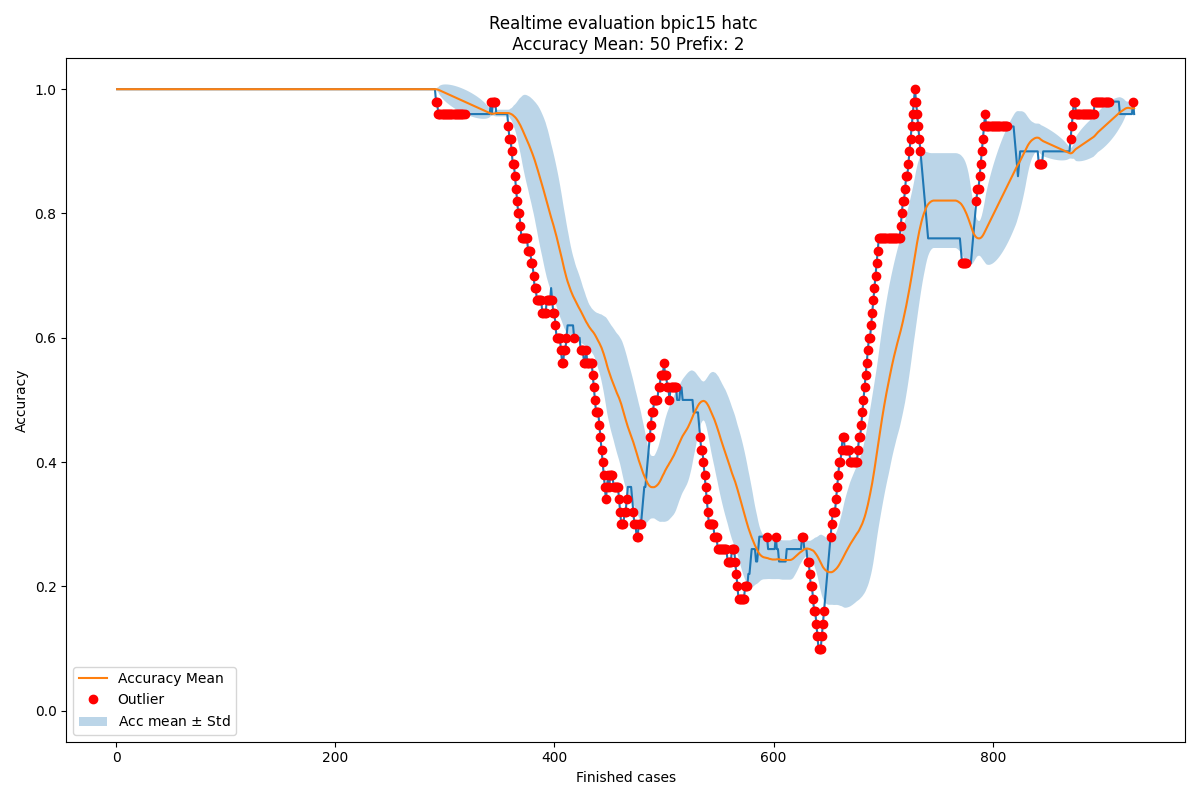 Realtime evaluation bpic15 hatc
Accuracy Mean: 50 Prefix: 2
1.0
0.8
0.6
0.4
0.2
0.0
Accuracy
Accuracy Mean
Outlier
Acc mean ± Std
0
200
400
600
800
Finished cases